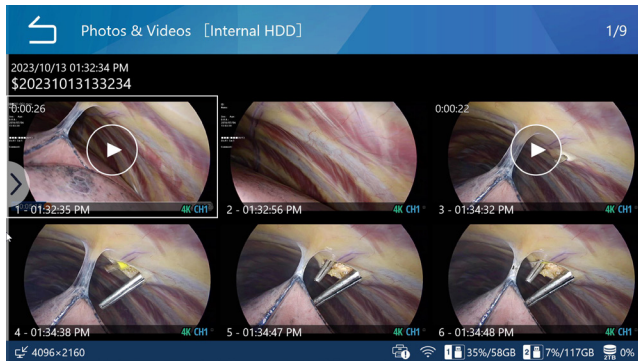 Photos & Videos [Internal HDD] 1/9
2023/10/13 01:32:34 PM
$20231013133234
0:00:26
0:00:22
1 - 01:32:35 PM 4K CH1
2 - 01:32:56 PM 4K CH1
3 - 01:34:32 PM 4K CH1
4 - 01:34:38 PM 4K CH1
5 - 01:34:47 PM 4K CH1
6 - 01:36:48 PM 4K CH1
4096×2160 1 35%/58GB 2 7%/117GB 2TB 0%